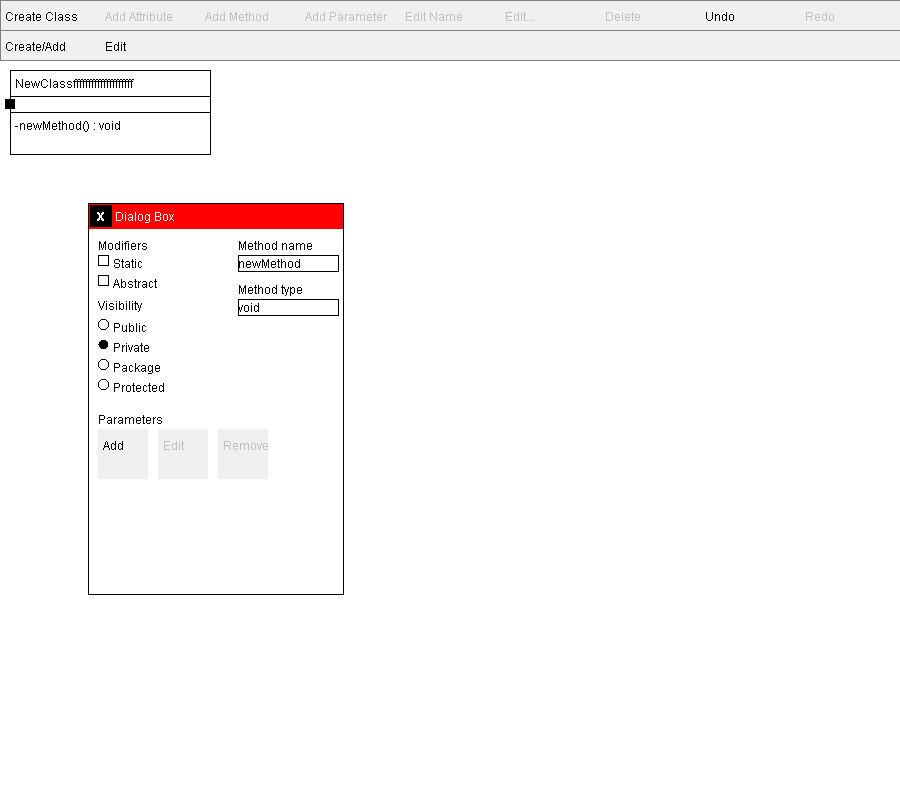 Create Class Add Attribute Add Method Add Parameter Edit Name Edit... Delete Undo Redo
Create/Add Edit
NewClassffffffffffffffffffff
-newMethod() : void
X Dialog Box
Modifiers
Static
Abstract
Visibility
Public
Private
Package
Protected
Method name
newMethod
Method type
void
Parameters
Add Edit Remove